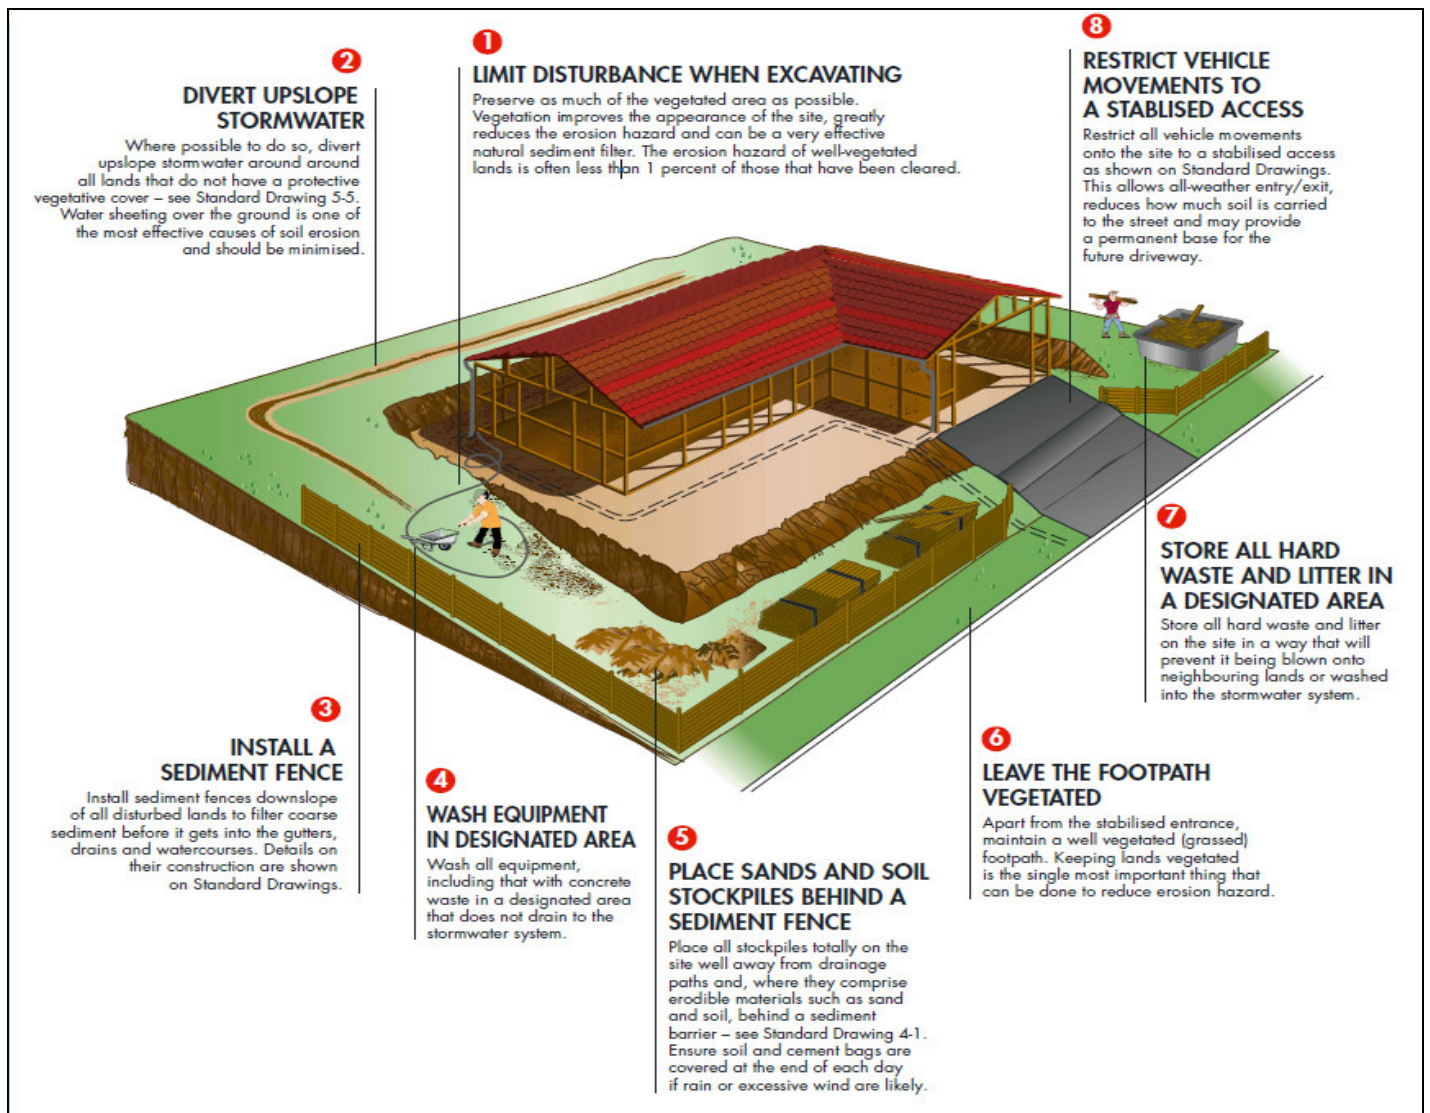 1
LIMIT DISTURBANCE WHEN EXCAVATING
Preserve as much of the vegetated area as possible.
Vegetation improves the appearance of the site, greatly
reduces the erosion hazard and can be a very effective
natural sediment filter. The erosion hazard of well-vegetated
lands is often less than 1 percent of those that have been cleared.
2
DIVERT UPSLOPE
STORMWATER
Where possible to do so, divert
upslope stormwater around around
all lands that do not have a protective
vegetative cover – see Standard Drawing 5-5.
Water sheeting over the ground is one of
the most effective causes of soil erosion
and should be minimised.
3
INSTALL A
SEDIMENT FENCE
Install sediment fences downslope
of all disturbed lands to filter coarse
sediment before it gets into the gutters,
drains and watercourses. Details on
their construction are shown
on Standard Drawings.
4
WASH EQUIPMENT
IN DESIGNATED AREA
Wash all equipment,
including that with concrete
waste in a designated area
that does not drain to the
stormwater system.
5
PLACE SANDS AND SOIL
STOCKPILES BEHIND A
SEDIMENT FENCE
Place all stockpiles totally on the
site well away from drainage
paths and, where they comprise
erodible materials such as sand
and soil, behind a sediment
barrier – see Standard Drawing 4-1.
Ensure soil and cement bags are
covered at the end of each day
if rain or excessive wind are likely.
6
LEAVE THE FOOTPATH
VEGETATED
Apart from the stabilised entrance,
maintain a well vegetated (grassed)
footpath. Keeping lands vegetated
is the single most important thing that
can be done to reduce erosion hazard.
7
STORE ALL HARD
WASTE AND LITTER IN
A DESIGNATED AREA
Store all hard waste and litter
on the site in a way that will
prevent it being blown onto
neighbouring lands or washed
into the stormwater system.
8
RESTRICT VEHICLE
MOVEMENTS TO
A STABLISED ACCESS
Restrict all vehicle movements
onto the site to a stabilised access
as shown on Standard Drawings.
This allows all-weather entry/exit,
reduces how much soil is carried
to the street and may provide
a permanent base for the
future driveway.